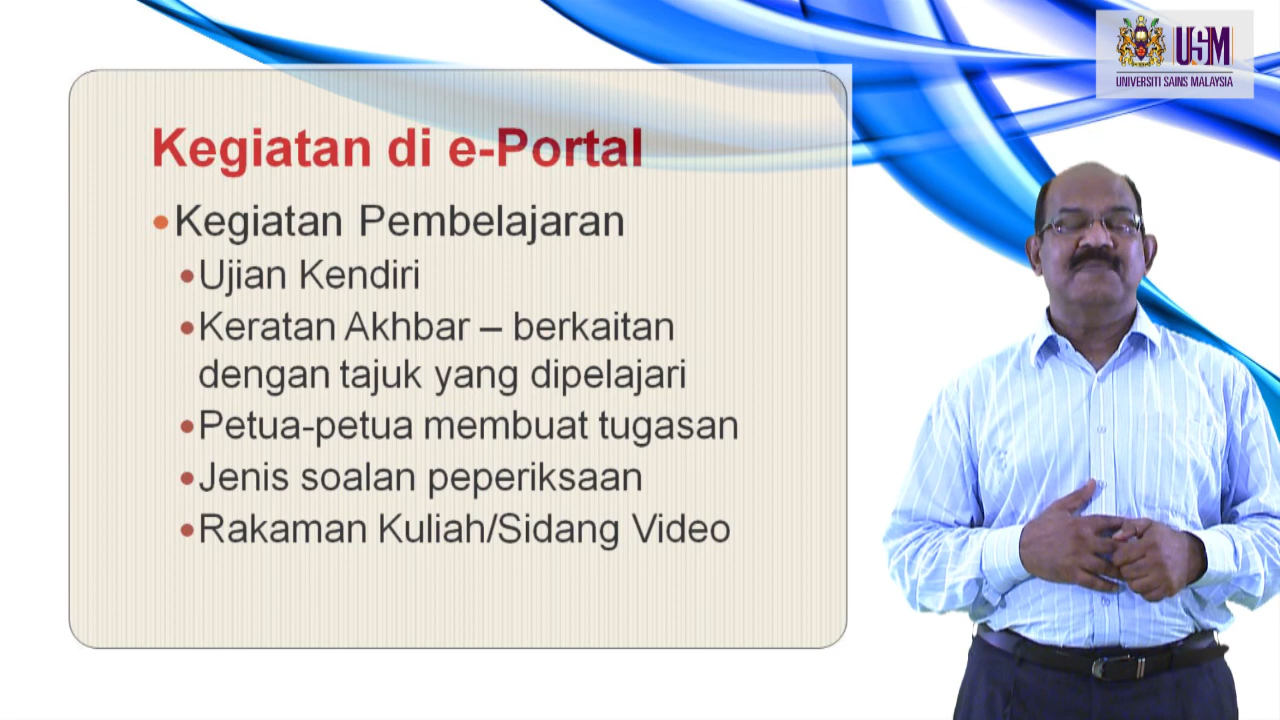 USM
UNIVERSITI SAINS MALAYSIA
Kegiatan di e-Portal
•Kegiatan Pembelajaran
•Ujian Kendiri
•Keratan Akhbar – berkaitan
dengan tajuk yang dipelajari
•Petua-petua membuat tugasan
•Jenis soalan peperiksaan
•Rakaman Kuliah/Sidang Video